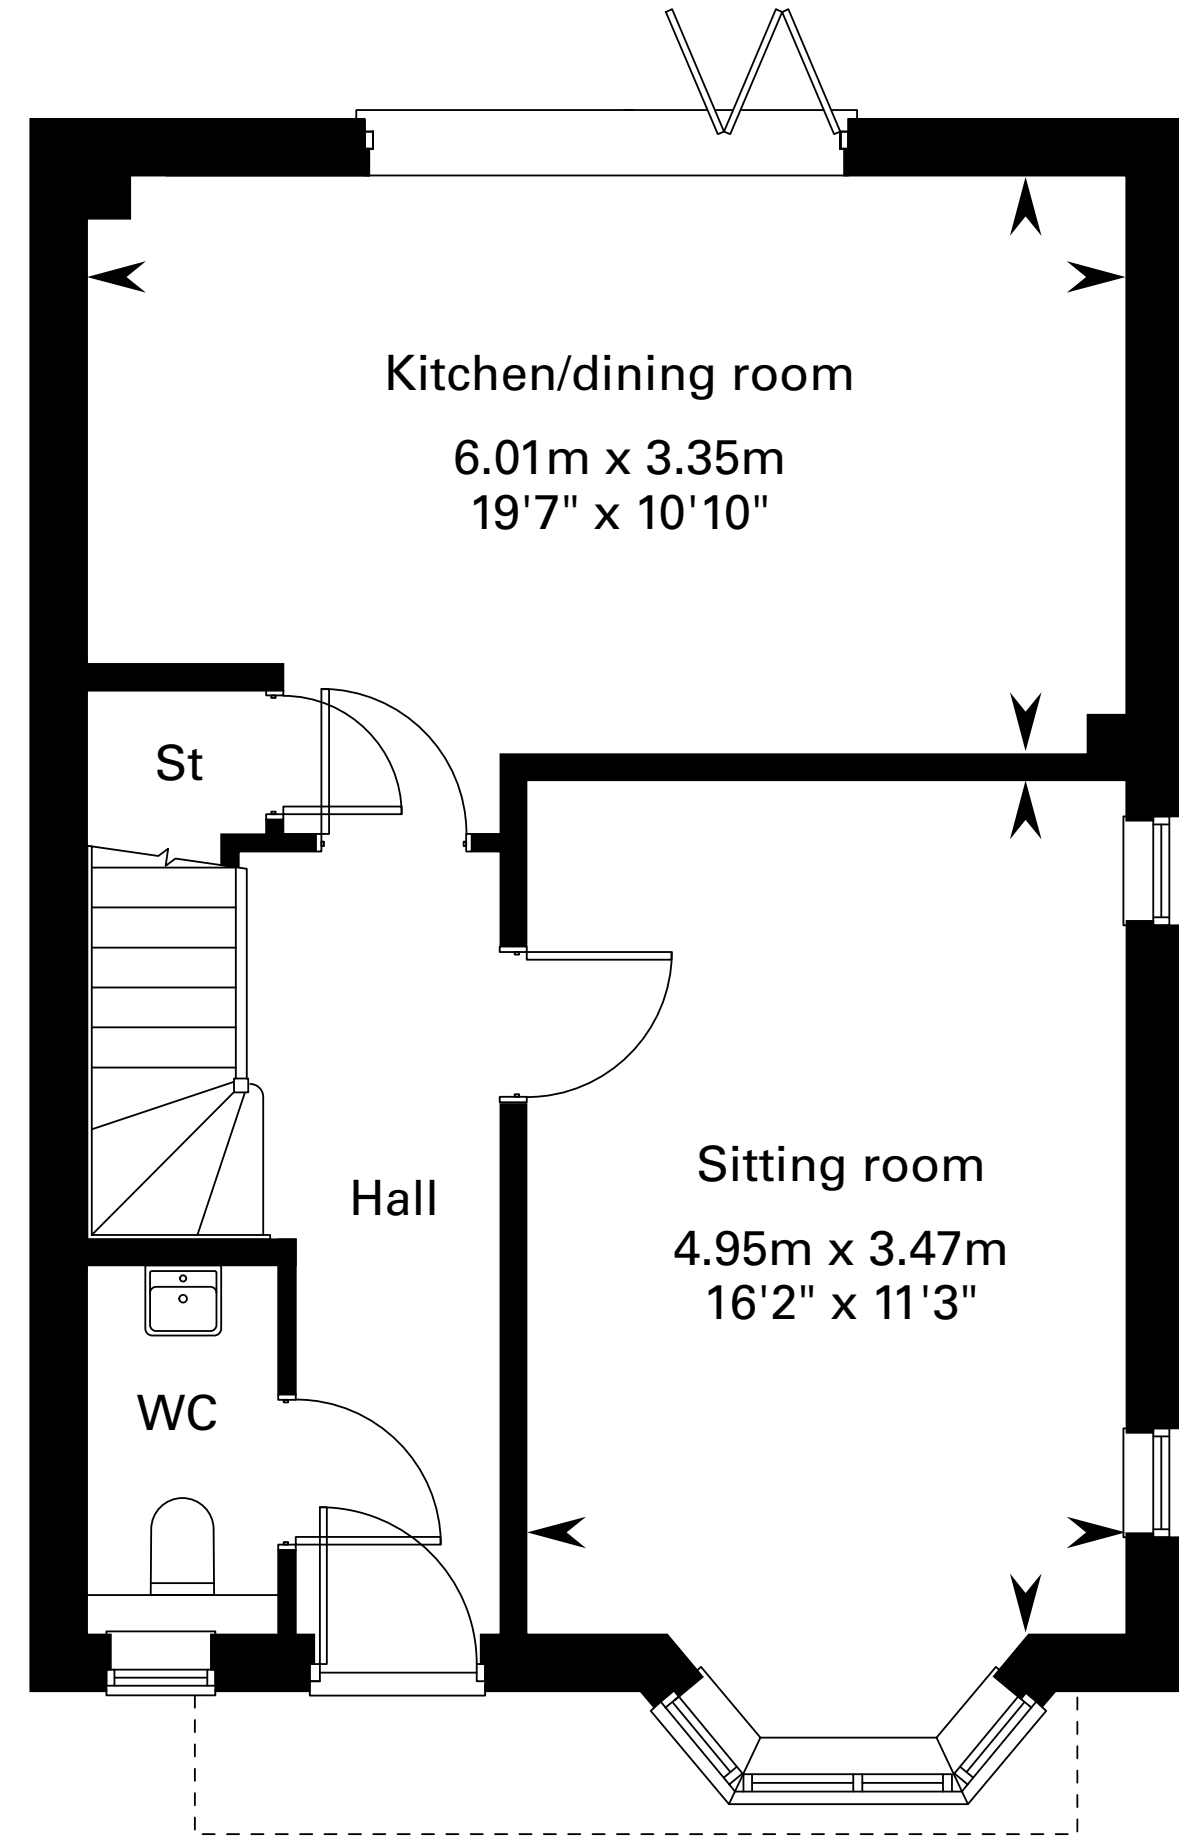 Kitchen/dining room
6.01m x 3.35m
19'7" x 10'10"
St
Hall
Sitting room
4.95m x 3.47m
16'2" x 11'3"
WC